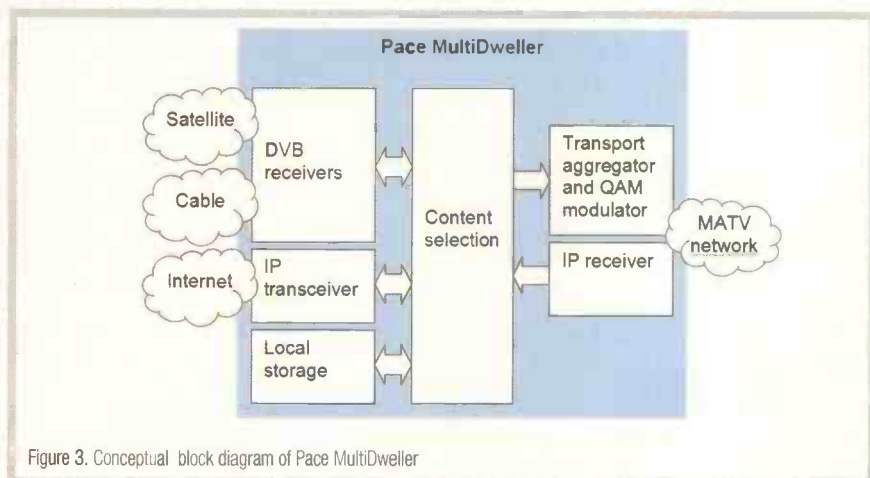 Pace MultiDweller
Satellite
Cable
Internet
DVB
receivers
IP
transceiver
Local
storage
Content
selection
Transport
aggregator
and QAM
modulator
IP receiver
MATV
network
Figure 3. Conceptual block diagram of Pace MultiDweller